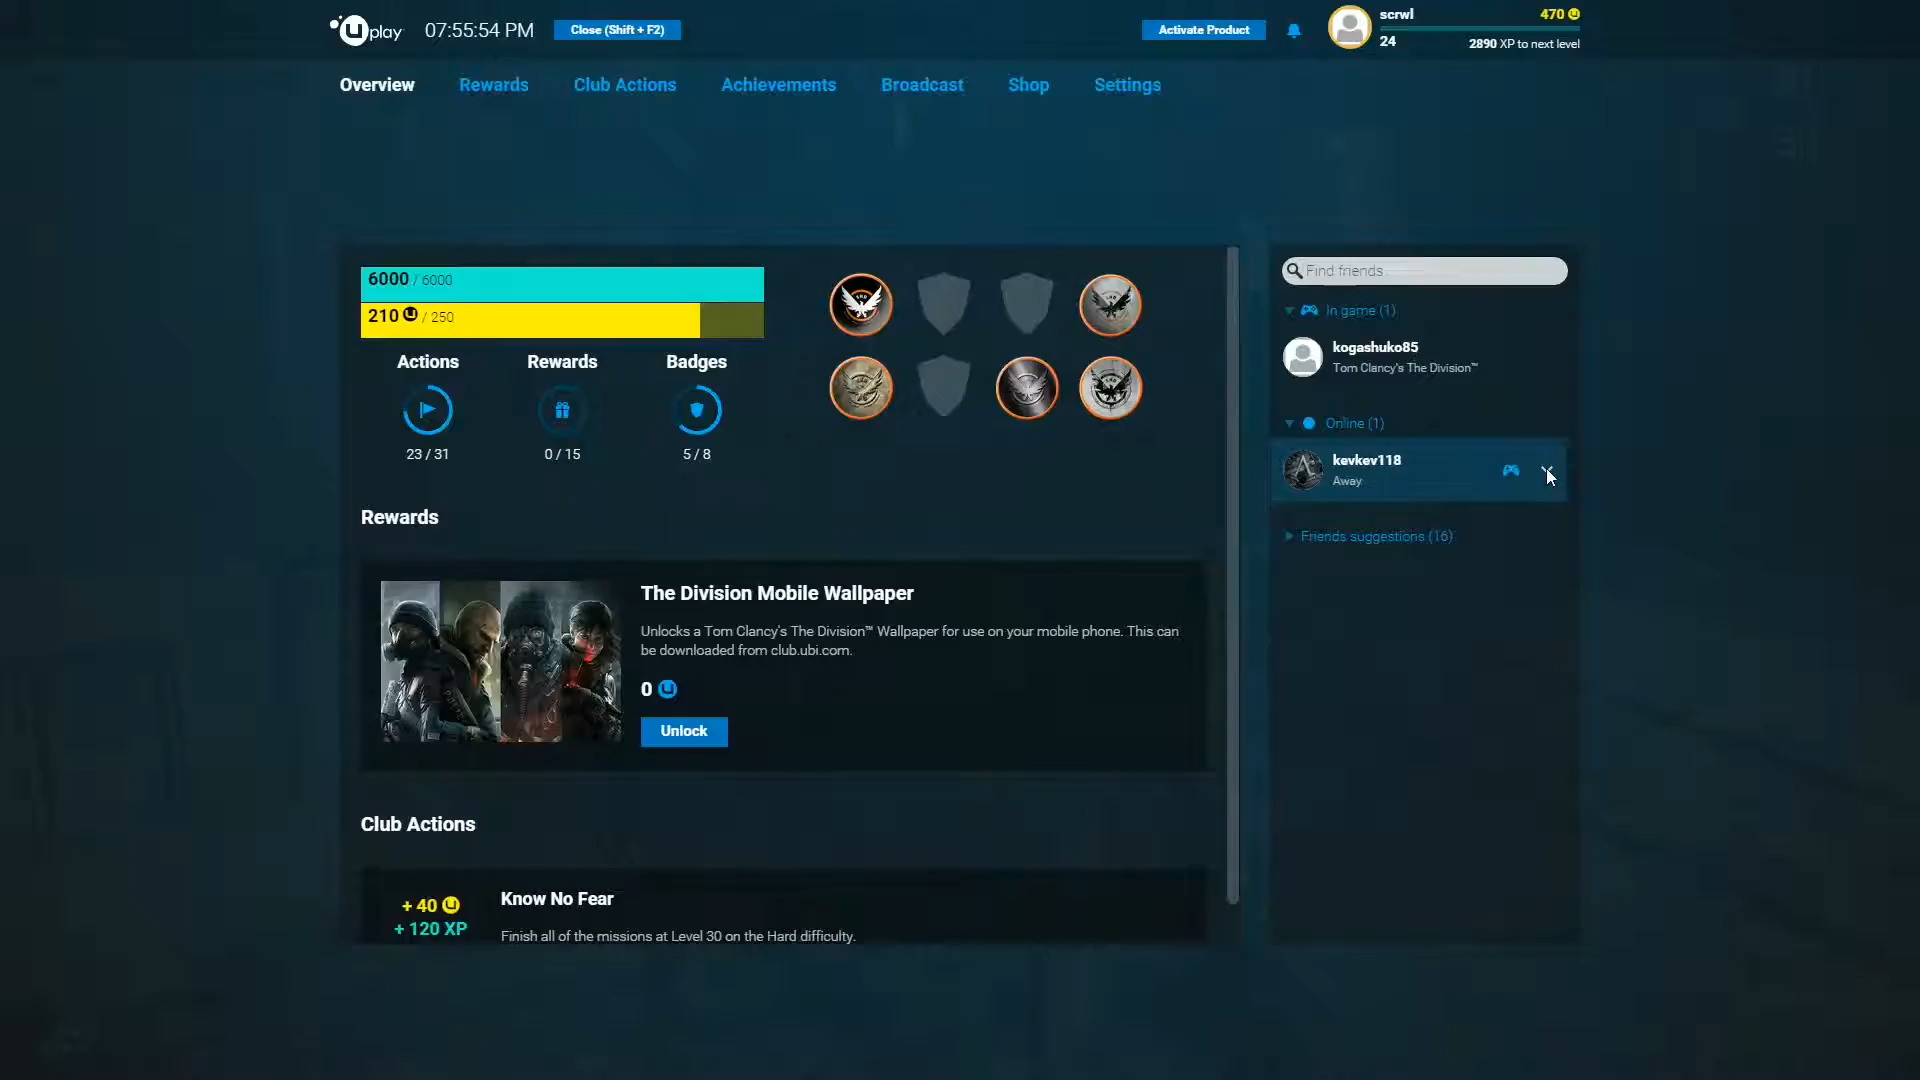 Uplay 07:55:54 PM Close (Shift + F2) Activate Product scrwl 470
24 2890 XP to next level
Overview Rewards Club Actions Achievements Broadcast Shop Settings
6000 / 6000
210 / 250
Actions Rewards Badges
23 / 31 0 / 15 5 / 8
Rewards
The Division Mobile Wallpaper
Unlocks a Tom Clancy's The Division™ Wallpaper for use on your mobile phone. This can
be downloaded from club.ubi.com.
0
Unlock
Club Actions
+ 40
+ 120 XP
Know No Fear
Finish all of the missions at Level 30 on the Hard difficulty.
Find friends
In game (1)
kogashuko85
Tom Clancy's The Division™
Online (1)
kevkev118
Away
Friends suggestions (16)